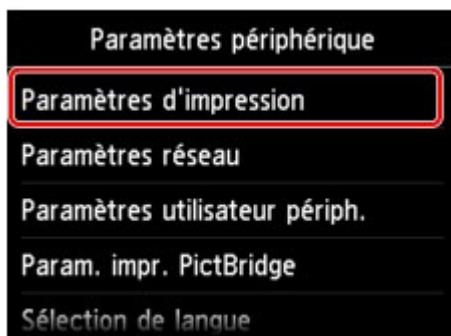 Paramètres périphérique
Paramètres d'impression
Paramètres réseau
Paramètres utilisateur périph.
Param. impr. PictBridge
Sélection de langue